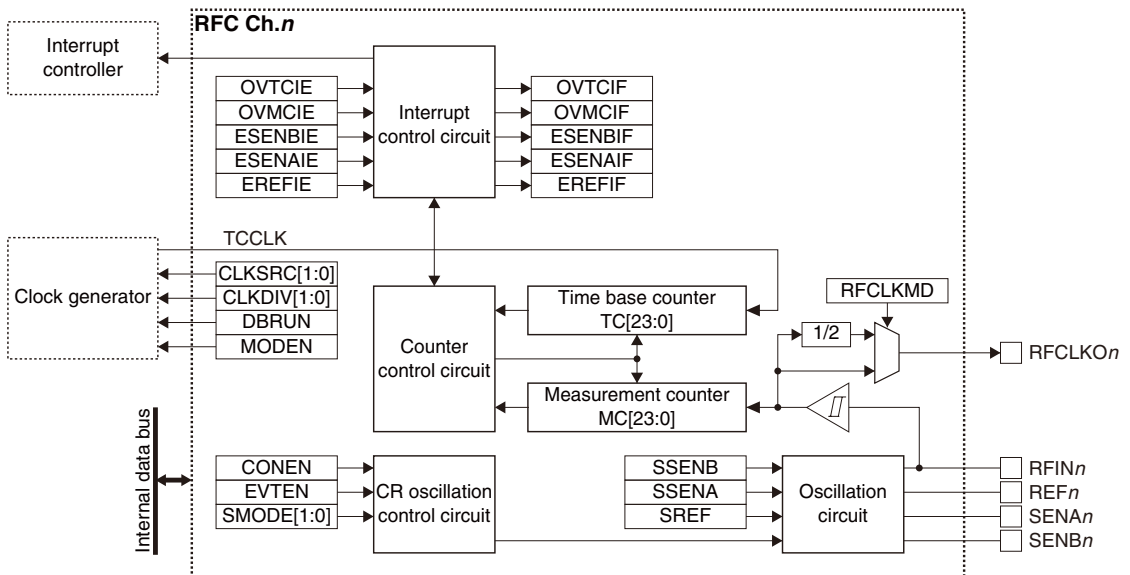 RFC Ch.n
Interrupt
controller
OVTCIE
OVMCIE
ESENBIE
ESENAIE
EREFIE
Interrupt
control circuit
OVTCIF
OVMCIF
ESENBIF
ESENAIF
EREFIF
TCCLK
Clock generator
CLKSRC[1:0]
CLKDIV[1:0]
DBRUN
MODEN
Counter
control circuit
Time base counter
TC[23:0]
Measurement counter
MC[23:0]
RFCLKMD
1/2
RFCLKOn
Internal data bus
CONEN
EVTEN
SMODE[1:0]
CR oscillation
control circuit
SSENB
SSENA
SREF
Oscillation
circuit
RFINn
REFn
SENAn
SENBn